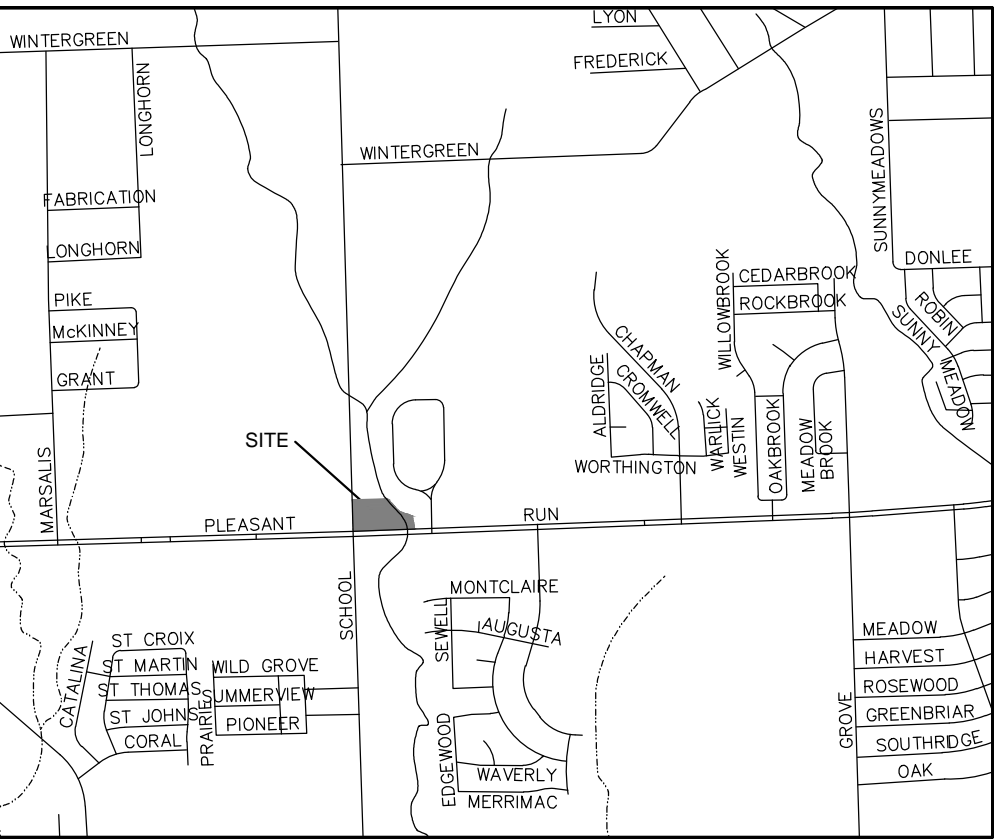 LYON
WINTERGREEN
FREDERICK
LONGHORN
SUNNYMEADOWS
WINTERGREEN
FABRICATION
LONGHORN
DONLEE
WILLOWBROOK
CEDARBROOK
PIKE
ROCKBROOK
ROBIN
McKINNEY
CHAPMAN
SUNNY MEADOW
GRANT
ALDRIDGE
CROMWELL
WARLICK
WESTIN
OAKBROOK
MEADOW
BROOK
SITE
MARSALIS
WORTHINGTON
PLEASANT
RUN
SCHOOL
MONTCLAIRE
SEWELL
AUGUSTA
ST CROIX
MEADOW
CATALINA
ST MARTIN
WILD GROVE
HARVEST
ST THOMAS
SUMMERVIEW
ROSEWOOD
PRAIRIE
ST JOHNS
PIONEER
GROVE
GREENBRIAR
CORAL
EDGEWOOD
SOUTHRIDGE
WAVERLY
OAK
MERRIMAC